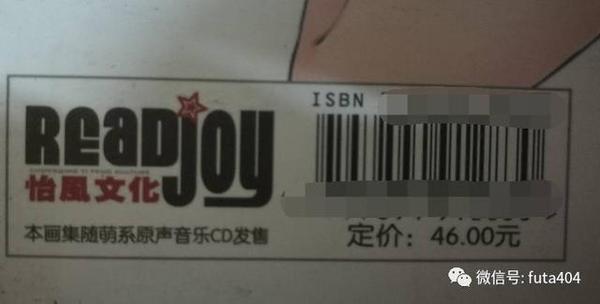 ISBN
READJOY
怡風文化
本画集随萌系原声音乐CD发售
定价：46.00元
微信号: futa404